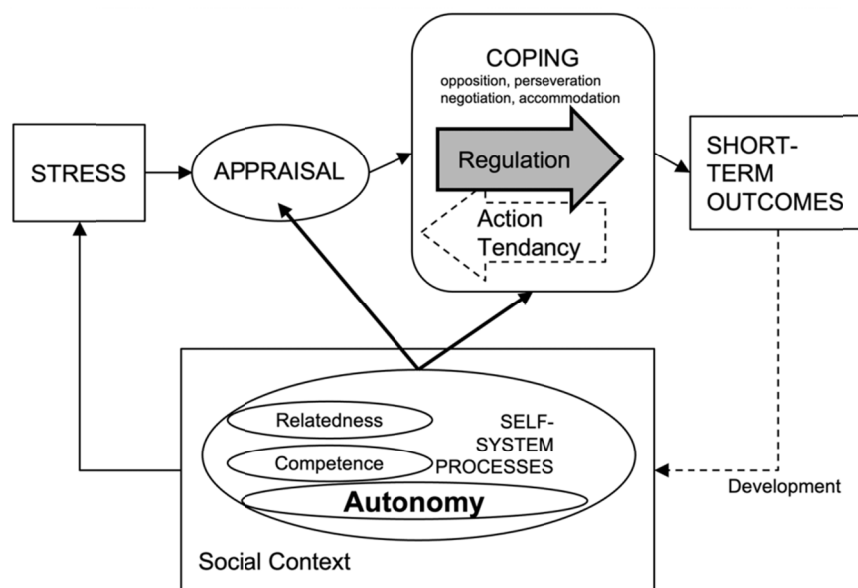 COPING
opposition, perseveration
negotiation, accommodation
STRESS
APPRAISAL
Regulation
Action
Tendancy
SHORT-
TERM
OUTCOMES
Relatedness
SELF-
SYSTEM
Competence
PROCESSES
Autonomy
Social Context
Development